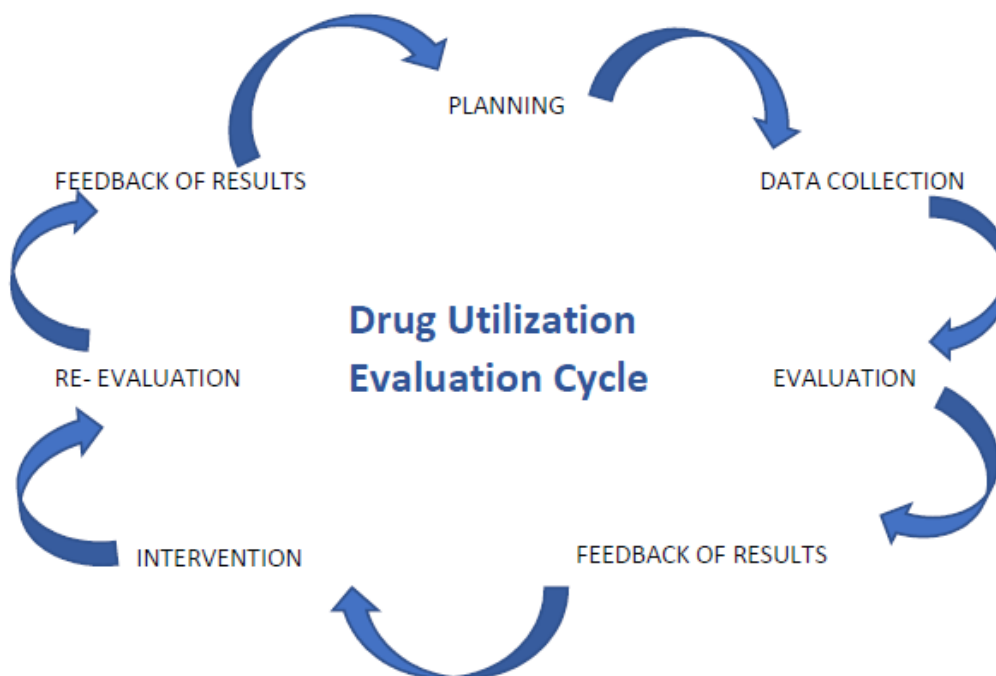 PLANNING
FEEDBACK OF RESULTS
DATA COLLECTION
Drug Utilization
Evaluation Cycle
RE- EVALUATION
EVALUATION
INTERVENTION
FEEDBACK OF RESULTS